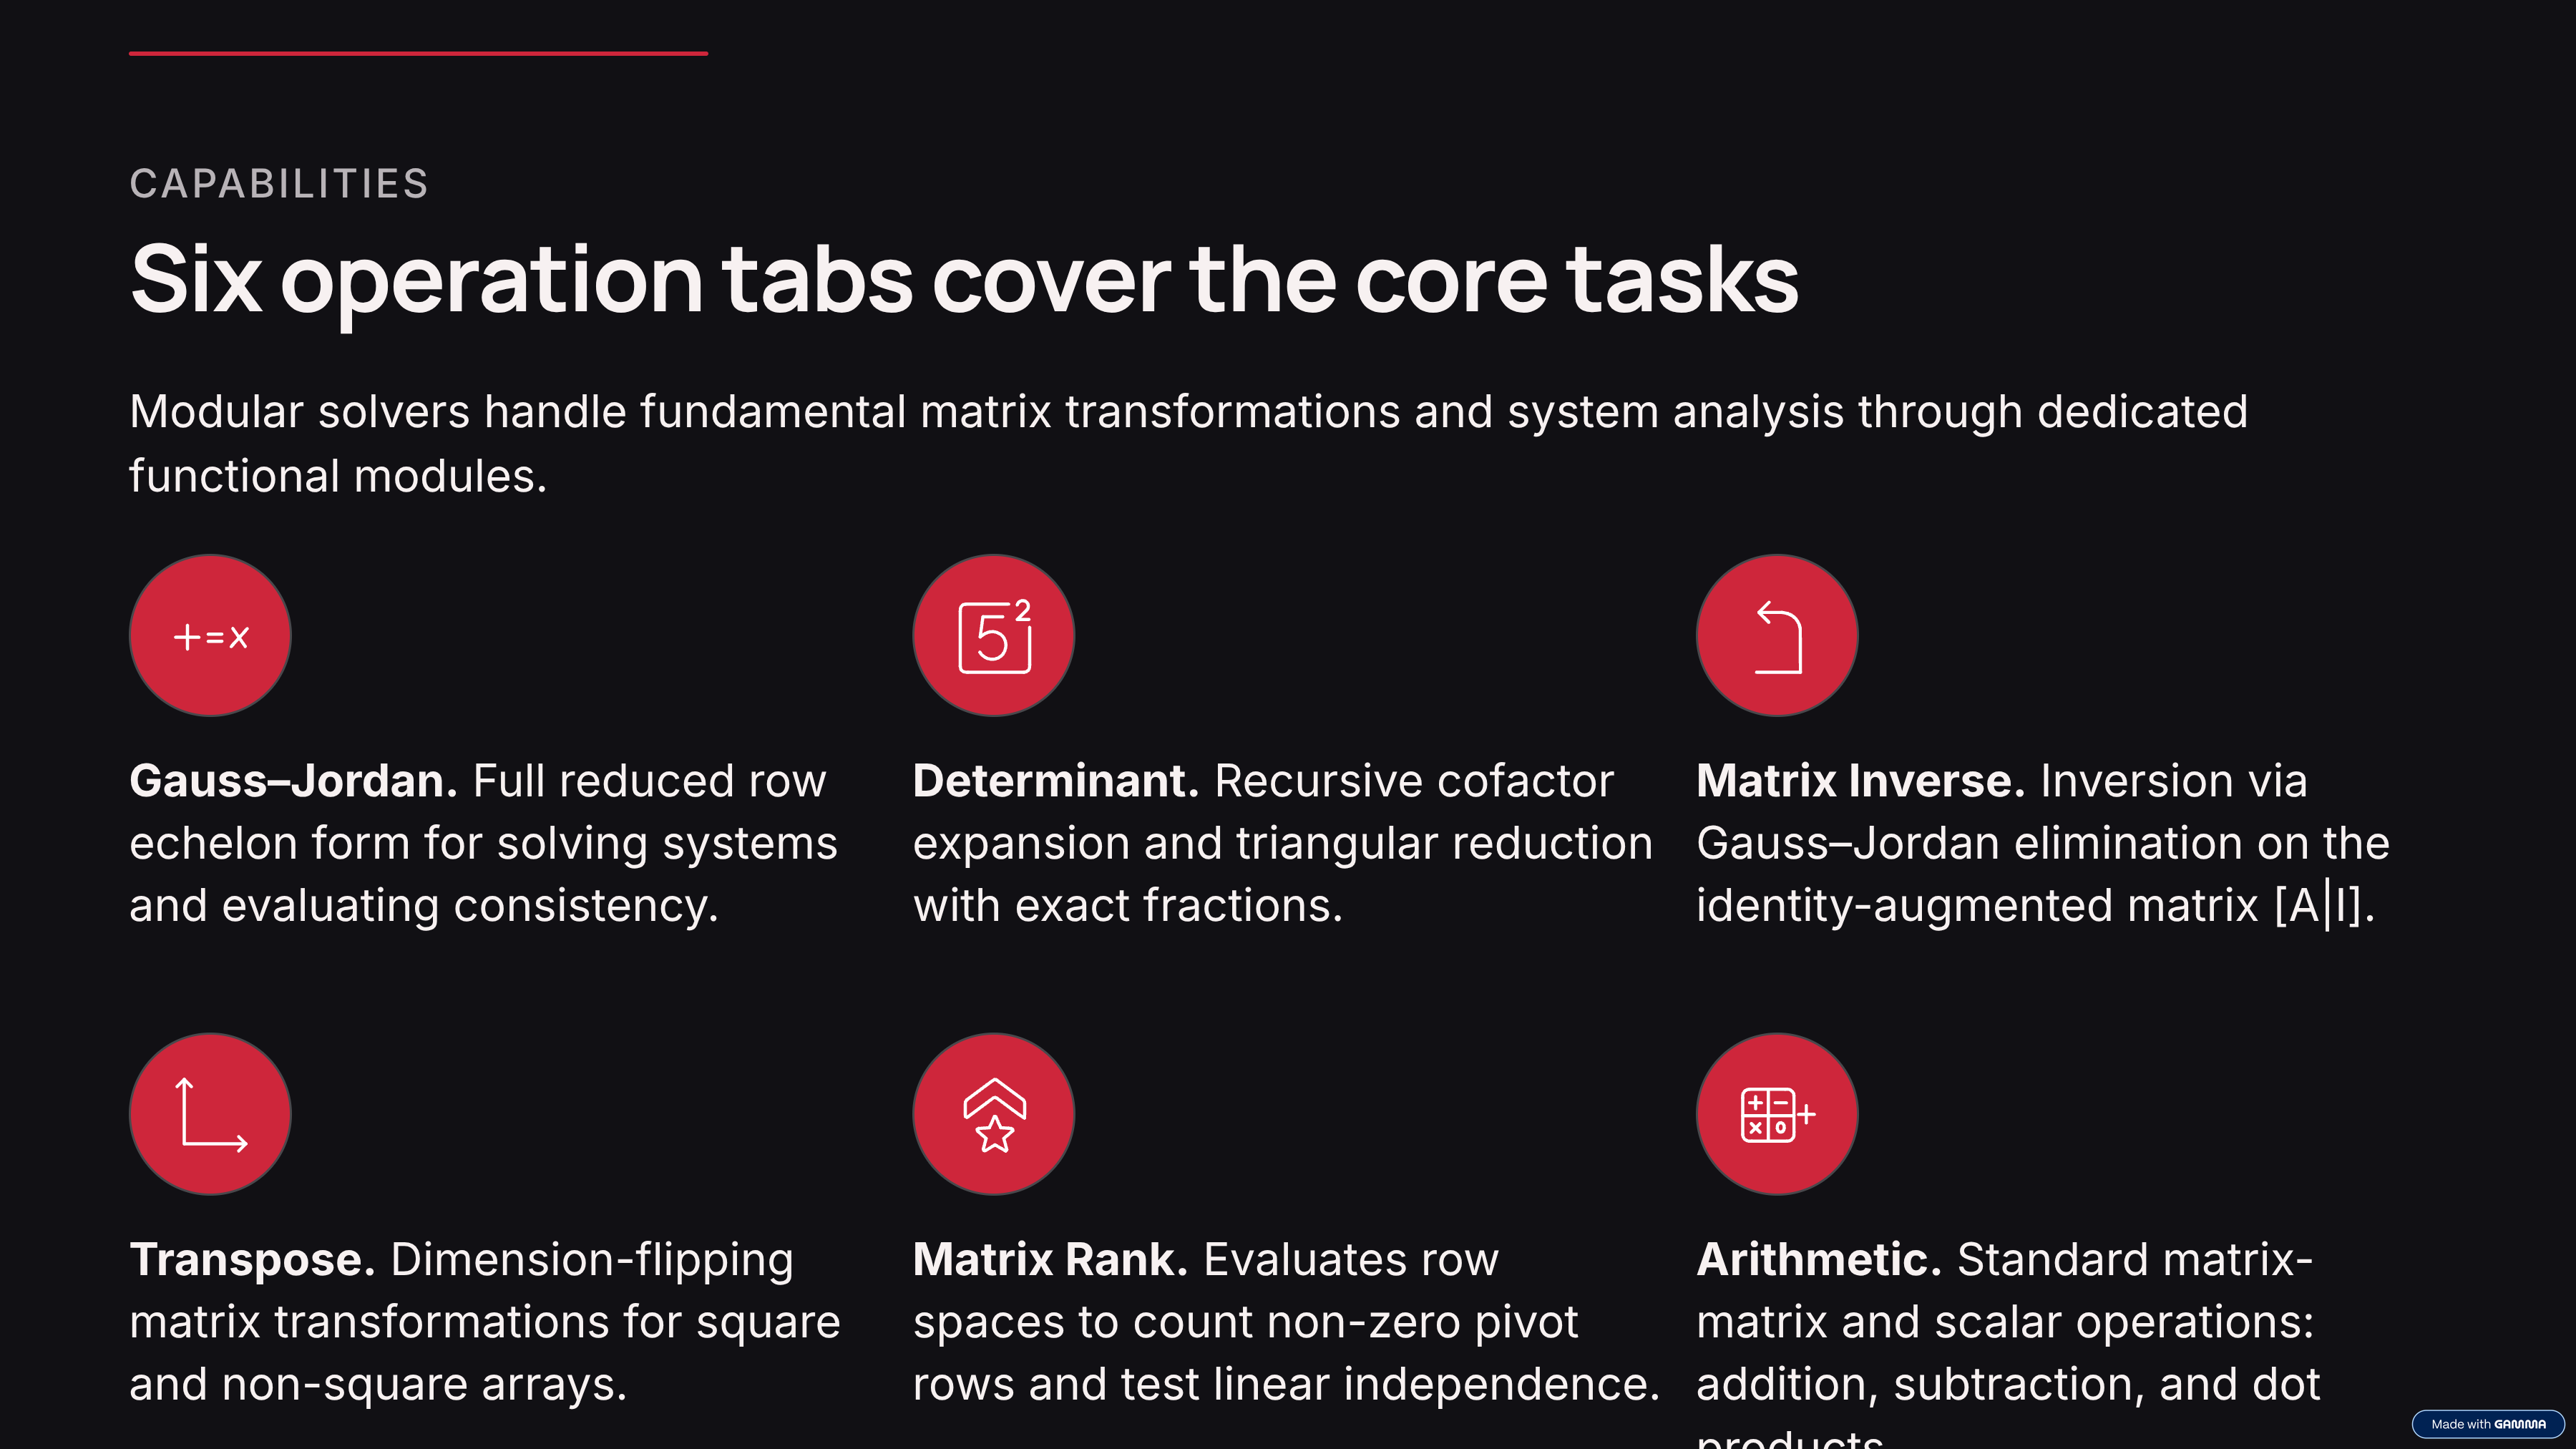 CAPABILITIES
Six operation tabs cover the core tasks
Modular solvers handle fundamental matrix transformations and system analysis through dedicated
functional modules.
+=x
5²
Gauss–Jordan. Full reduced row
echelon form for solving systems
and evaluating consistency.
Determinant. Recursive cofactor
expansion and triangular reduction
with exact fractions.
Matrix Inverse. Inversion via
Gauss–Jordan elimination on the
identity-augmented matrix [A|I].
Transpose. Dimension-flipping
matrix transformations for square
and non-square arrays.
Matrix Rank. Evaluates row
spaces to count non-zero pivot
rows and test linear independence.
Arithmetic. Standard matrix-
matrix and scalar operations:
addition, subtraction, and dot
products
Made with GAMMA